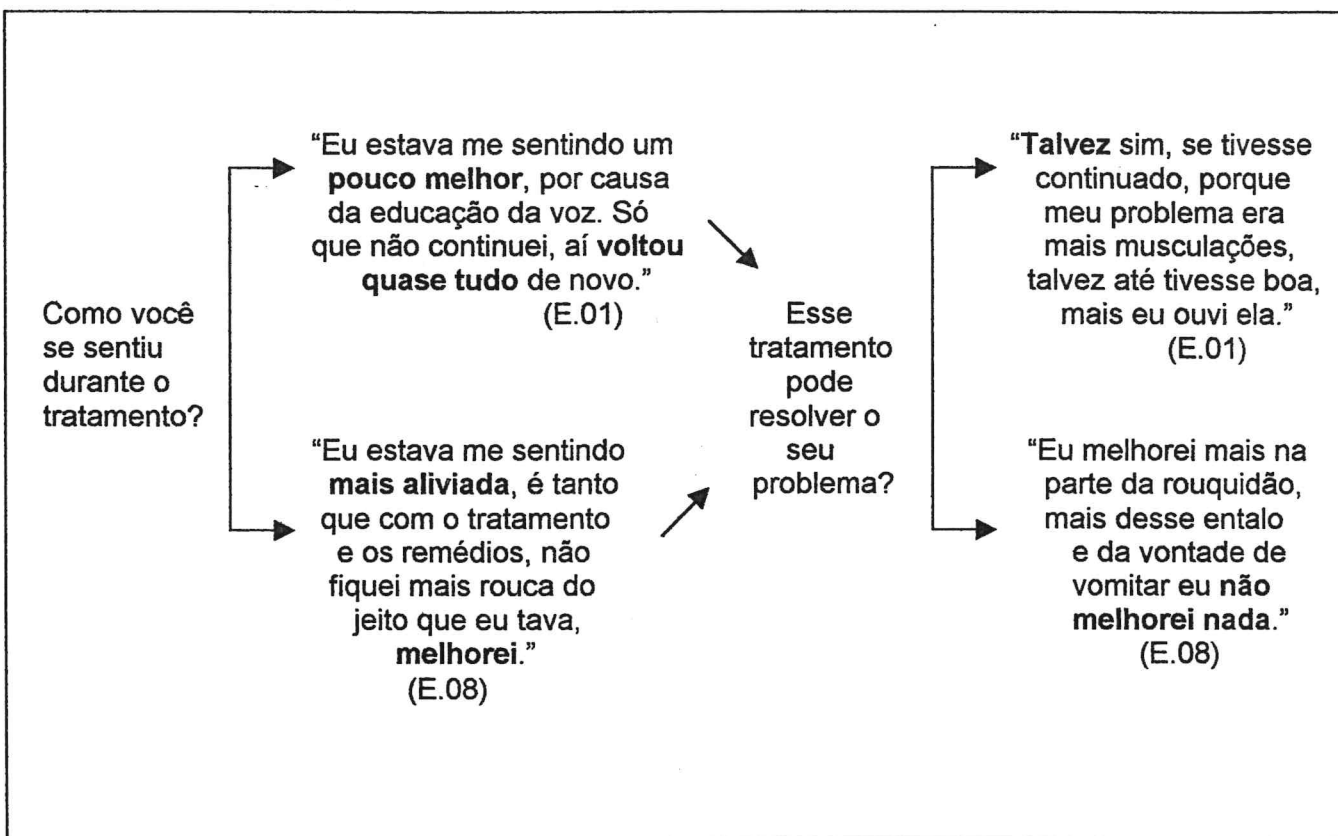 Como você
se sentiu
durante o
tratamento?
“Eu estava me sentindo um
pouco melhor, por causa
da educação da voz. Só
que não continuei, aí voltou
quase tudo de novo.”
(E.01)
“Eu estava me sentindo
mais aliviada, é tanto
que com o tratamento
e os remédios, não
fiquei mais rouca do
jeito que eu tava,
melhorei.”
(E.08)
Esse
tratamento
pode
resolver o
seu
problema?
“Talvez sim, se tivesse
continuado, porque
meu problema era
mais musculações,
talvez até tivesse boa,
mais eu ouvi ela.”
(E.01)
“Eu melhorei mais na
parte da rouquidão,
mais desse entalo
e da vontade de
vomitar eu não
melhorei nada.”
(E.08)